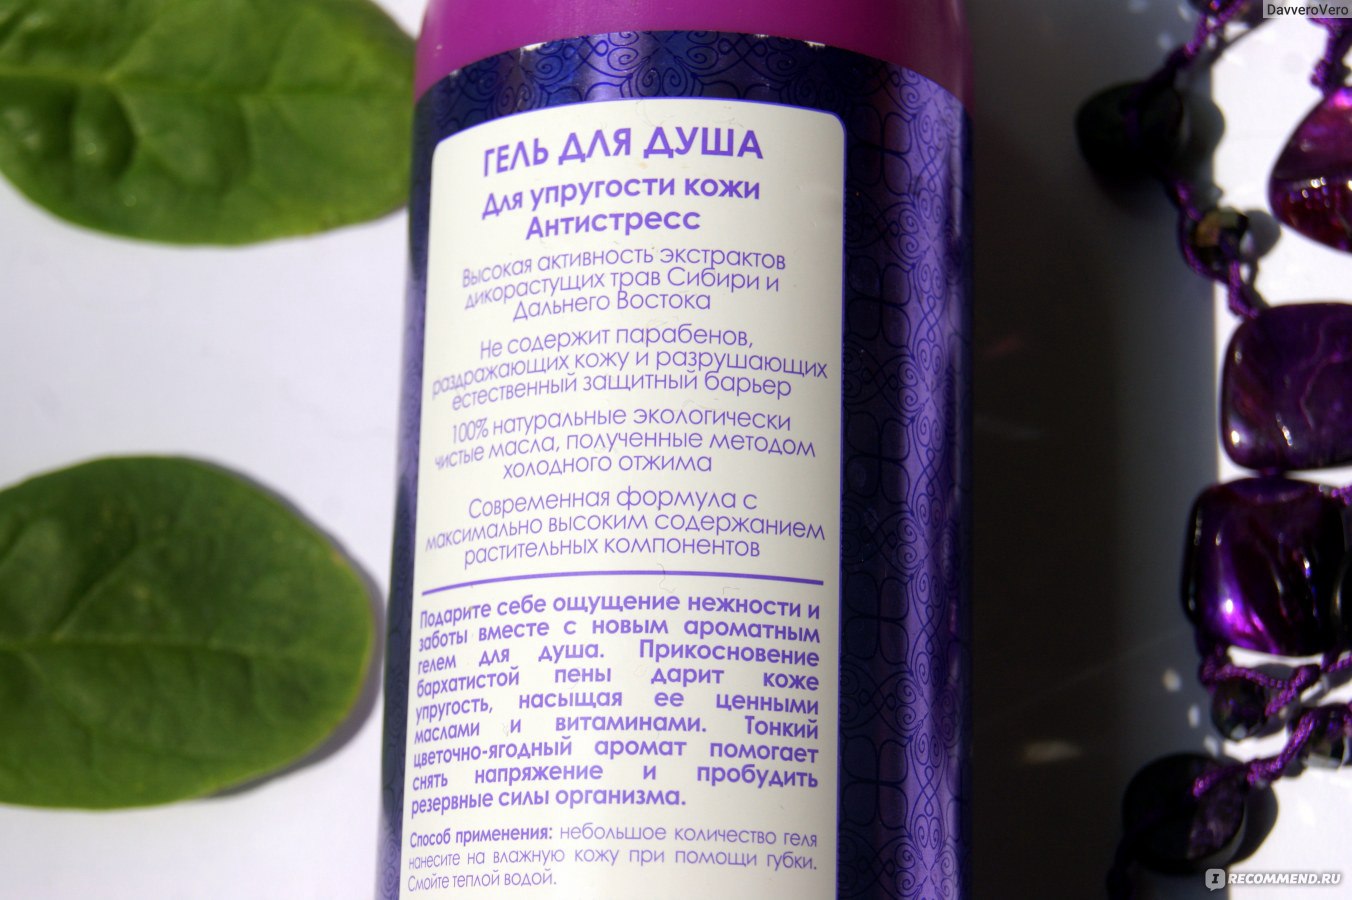 DavveroVero
ГЕЛЬ ДЛЯ ДУША
Для упругости кожи
Антистресс
Высокая активность экстрактов
дикорастущих трав Сибири и
Дальнего Востока
Не содержит парабенов,
раздражающих кожу и разрушающих
естественный защитный барьер
100% натуральные экологически
чистые масла, полученные методом
холодного отжима
Современная формула с
максимально высоким содержанием
растительных компонентов
Подарите себе ощущение нежности и
заботы вместе с новым ароматным
гелем для душа. Прикосновение
бархатистой пены дарит коже
упругость, насыщая ее ценными
маслами и витаминами. Тонкий
цветочно-ягодный аромат помогает
снять напряжение и пробудить
резервные силы организма.
Способ применения: небольшое количество геля
нанесите на влажную кожу при помощи губки.
Смойте теплой водой.
I RECOMMEND.RU